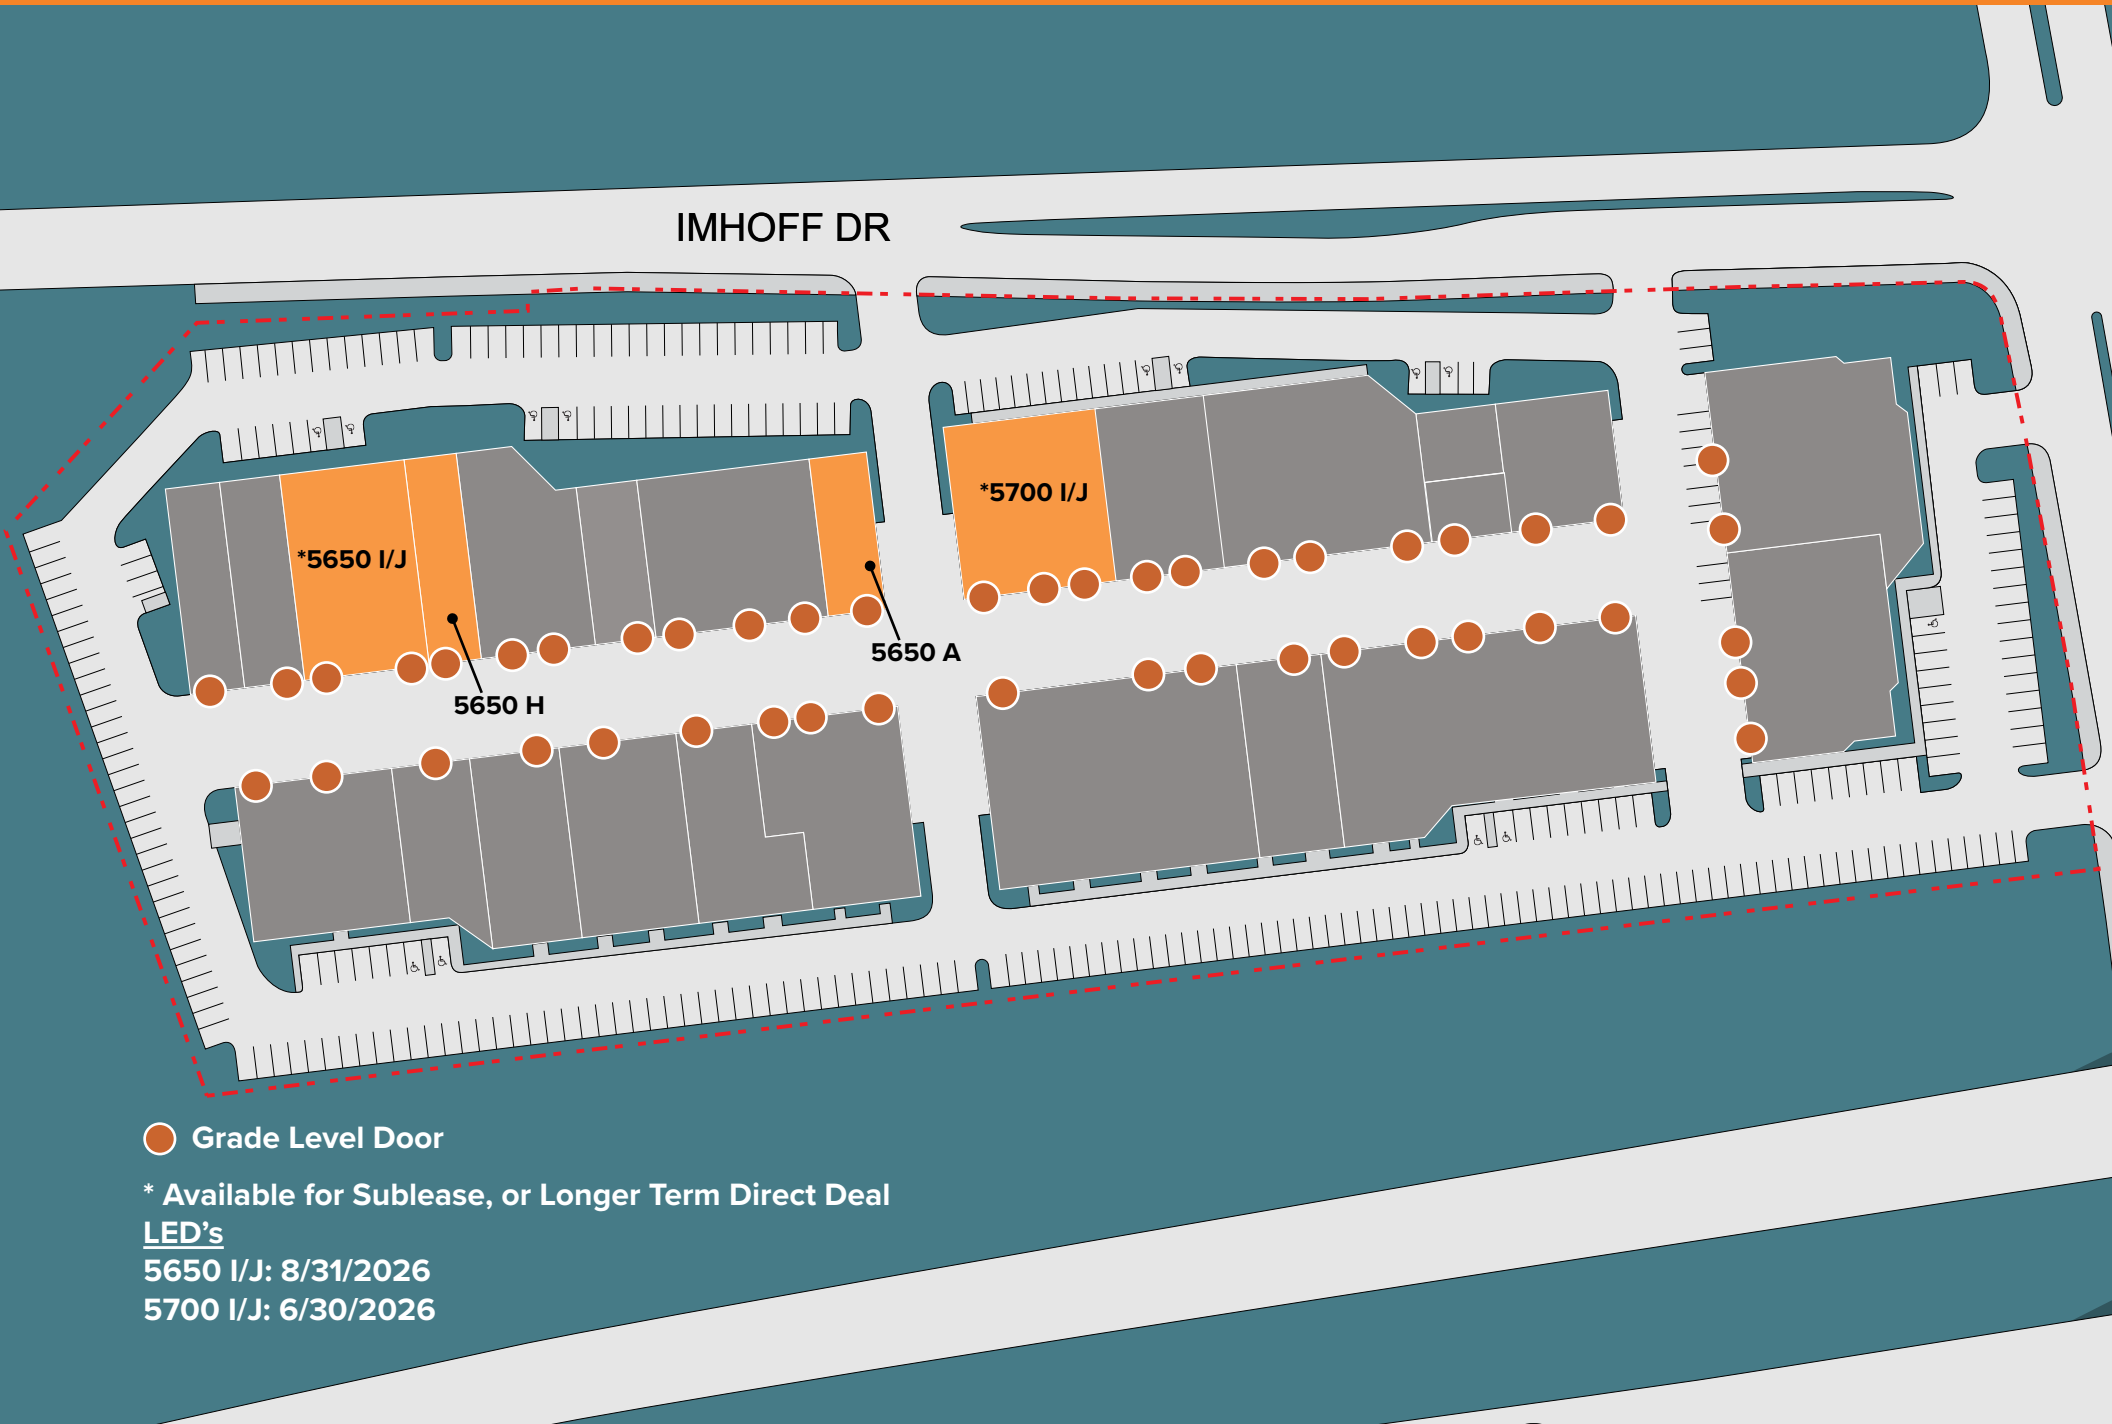 IMHOFF DR
*5700 I/J
*5650 I/J
5650 A
5650 H
Grade Level Door
* Available for Sublease, or Longer Term Direct Deal
LED’s
5650 I/J: 8/31/2026
5700 I/J: 6/30/2026